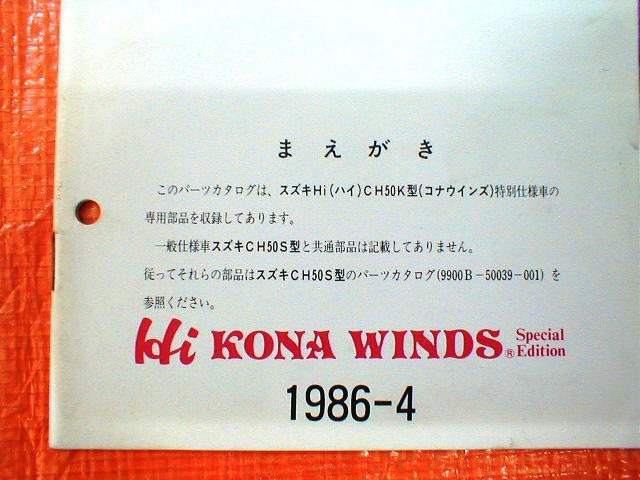 まえがき
このパーツカタログは、スズキHi(ハイ)CH50K型(コナウインズ)特別仕様車の
専用部品を収録してあります。
一般仕様車スズキCH50S型と共通部品は記載してありません。
従ってそれらの部品はスズキCH50S型のパーツカタログ(9900B-50039-001)を
参照ください。
Hi KONA WINDS® Special Edition
1986-4